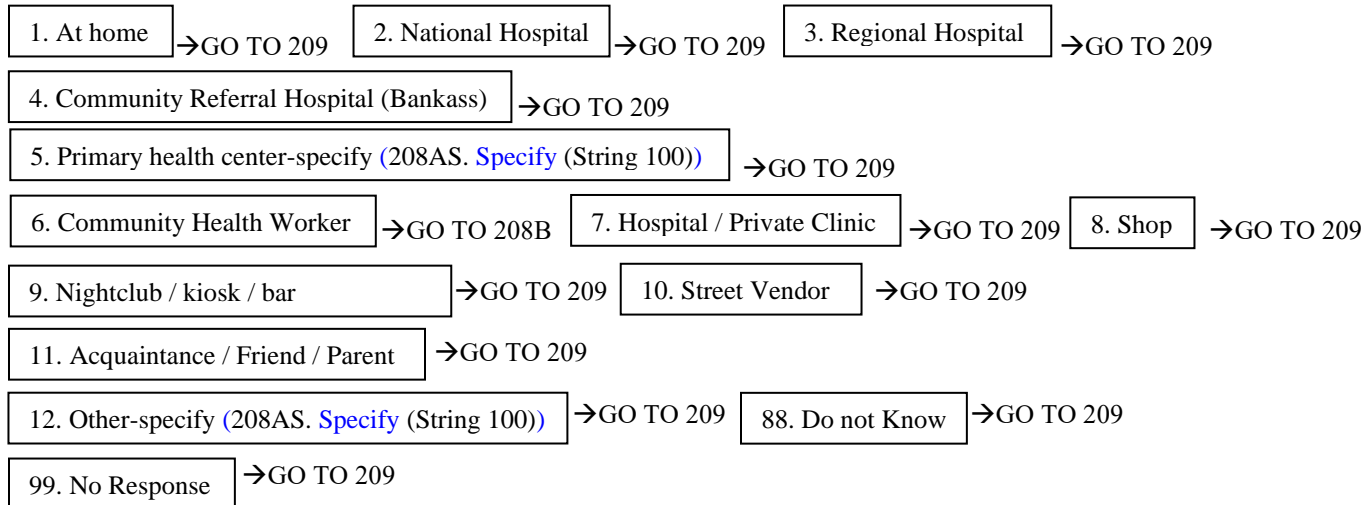 1. At home →GO TO 209 2. National Hospital →GO TO 209 3. Regional Hospital →GO TO 209
4. Community Referral Hospital (Bankass) →GO TO 209
5. Primary health center-specify (208AS. Specify (String 100)) →GO TO 209
6. Community Health Worker →GO TO 208B 7. Hospital / Private Clinic →GO TO 209 8. Shop →GO TO 209
9. Nightclub / kiosk / bar →GO TO 209 10. Street Vendor →GO TO 209
11. Acquaintance / Friend / Parent →GO TO 209
12. Other-specify (208AS. Specify (String 100)) →GO TO 209 88. Do not Know →GO TO 209
99. No Response →GO TO 209